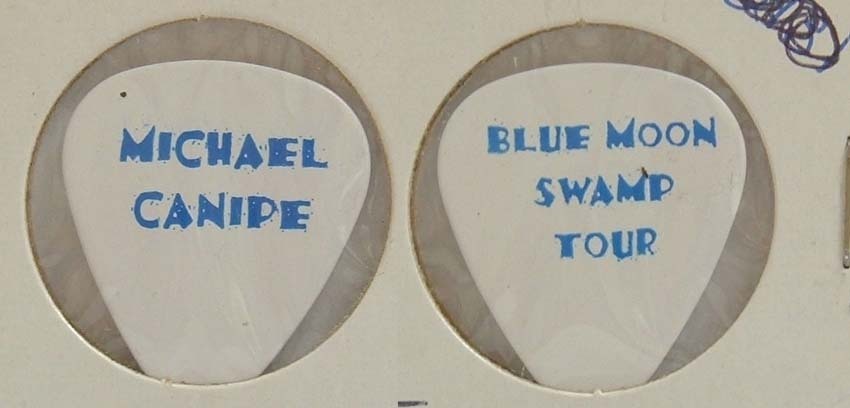 MICHAEL
CANIPE
BLUE MOON
SWAMP
TOUR